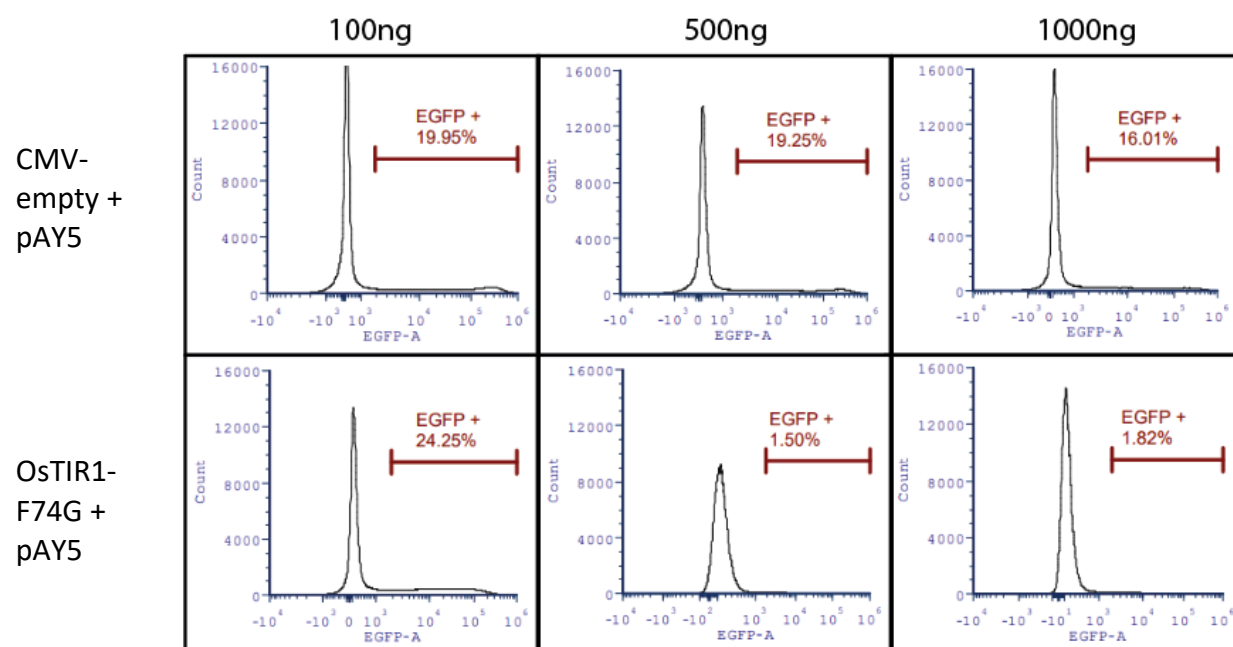 100ng 500ng 1000ng
CMV-
empty +
pAY5
16000
12000
8000
4000
0
Count
EGFP +
19.95%
-10^4 -10^3 10^3 10^4 10^5 10^6
EGFP-A
16000
12000
8000
4000
0
Count
EGFP +
19.25%
-10^4 -10^3 0 10^3 10^4 10^5 10^6
EGFP-A
16000
12000
8000
4000
0
Count
EGFP +
16.01%
-10^4 -10^3 0 10^3 10^4 10^5 10^6
EGFP-A
OsTIR1-
F74G +
pAY5
16000
12000
8000
4000
0
Count
EGFP +
24.25%
-10^4 -10^3 0 10^3 10^4 10^5 10^6
EGFP-A
16000
12000
8000
4000
0
Count
EGFP +
1.50%
-10^4 -10^3 -10^2 10^3 10^4 10^5 10^6
EGFP-A
16000
12000
8000
4000
0
Count
EGFP +
1.82%
-10^4 -10^3 -10^1 10^3 10^4 10^5 10^6
EGFP-A